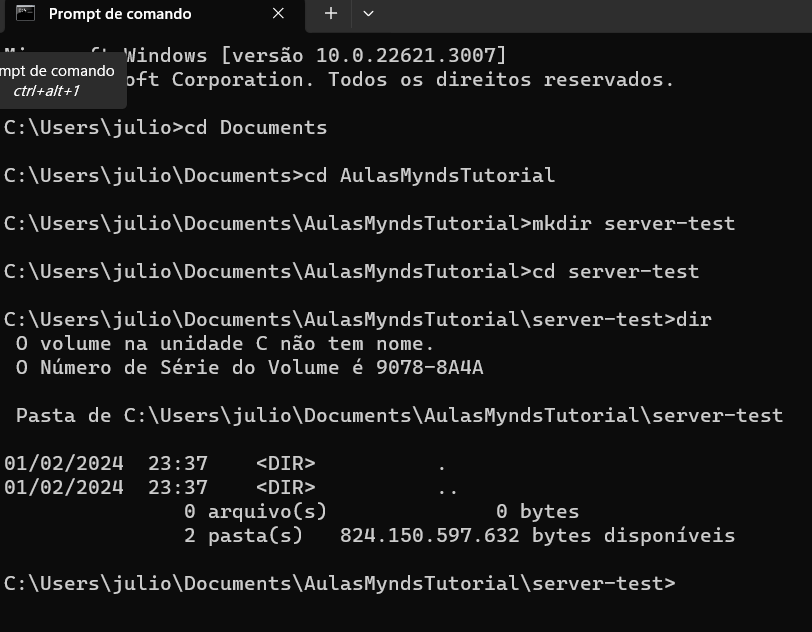 Prompt de comando
Windows [versão 10.0.22621.3007]
mpt de comando
ctrl+alt+1
oft Corporation. Todos os direitos reservados.
C:\Users\julio>cd Documents
C:\Users\julio\Documents>cd AulasMyndsTutorial
C:\Users\julio\Documents\AulasMyndsTutorial>mkdir server-test
C:\Users\julio\Documents\AulasMyndsTutorial>cd server-test
C:\Users\julio\Documents\AulasMyndsTutorial\server-test>dir
O volume na unidade C não tem nome.
O Número de Série do Volume é 9078-8A4A
Pasta de C:\Users\julio\Documents\AulasMyndsTutorial\server-test
01/02/2024  23:37    <DIR>          .
01/02/2024  23:37    <DIR>          ..
0 arquivo(s)              0 bytes
2 pasta(s)   824.150.597.632 bytes disponíveis
C:\Users\julio\Documents\AulasMyndsTutorial\server-test>